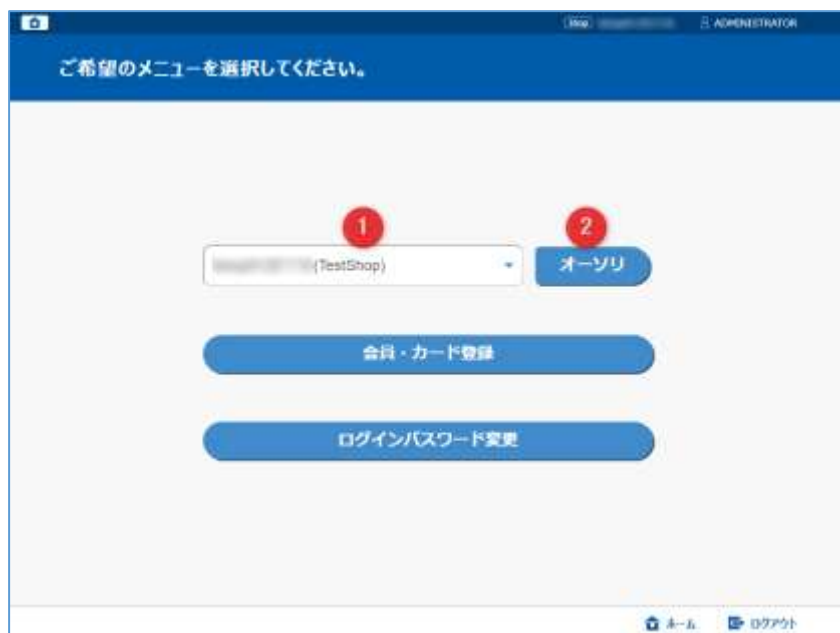 Shop
ADMINISTRATOR
ご希望のメニューを選択してください。
1
2
(TestShop)
オーソリ
会員・カード登録
ログインパスワード変更
ホーム
ログアウト